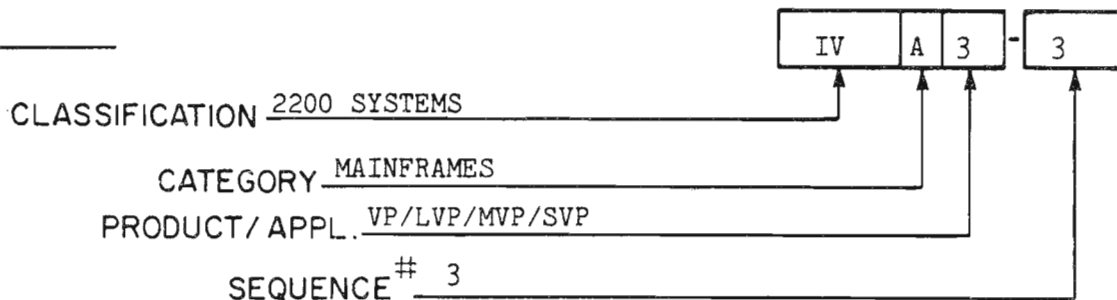 IV A 3 - 3
CLASSIFICATION 2200 SYSTEMS
CATEGORY MAINFRAMES
PRODUCT/APPL. VP/LVP/MVP/SVP
SEQUENCE # 3